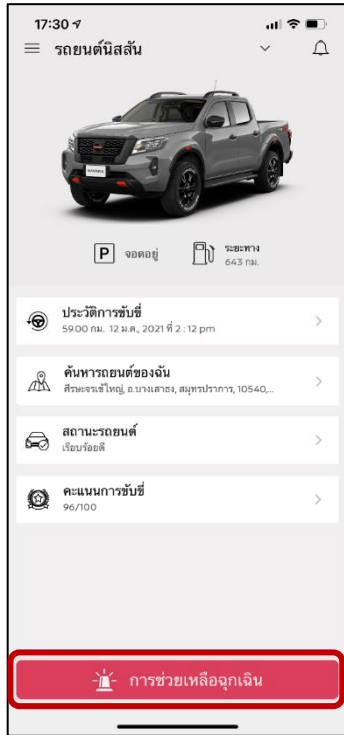 17:30
รถยนต์นิสสัน
NAVARA
P จอดอยู่
ระยะทาง
643 กม.
ประวัติการขับขี่
59.00 กม. 12 ม.ค., 2021 ที่ 2 : 12 pm
ค้นหารถยนต์ของฉัน
ศีรษะจรเข้ใหญ่, อ.บางเสาธง, สมุทรปราการ, 10540,...
สถานะรถยนต์
เรียบร้อยดี
คะแนนการขับขี่
96/100
การช่วยเหลือฉุกเฉิน